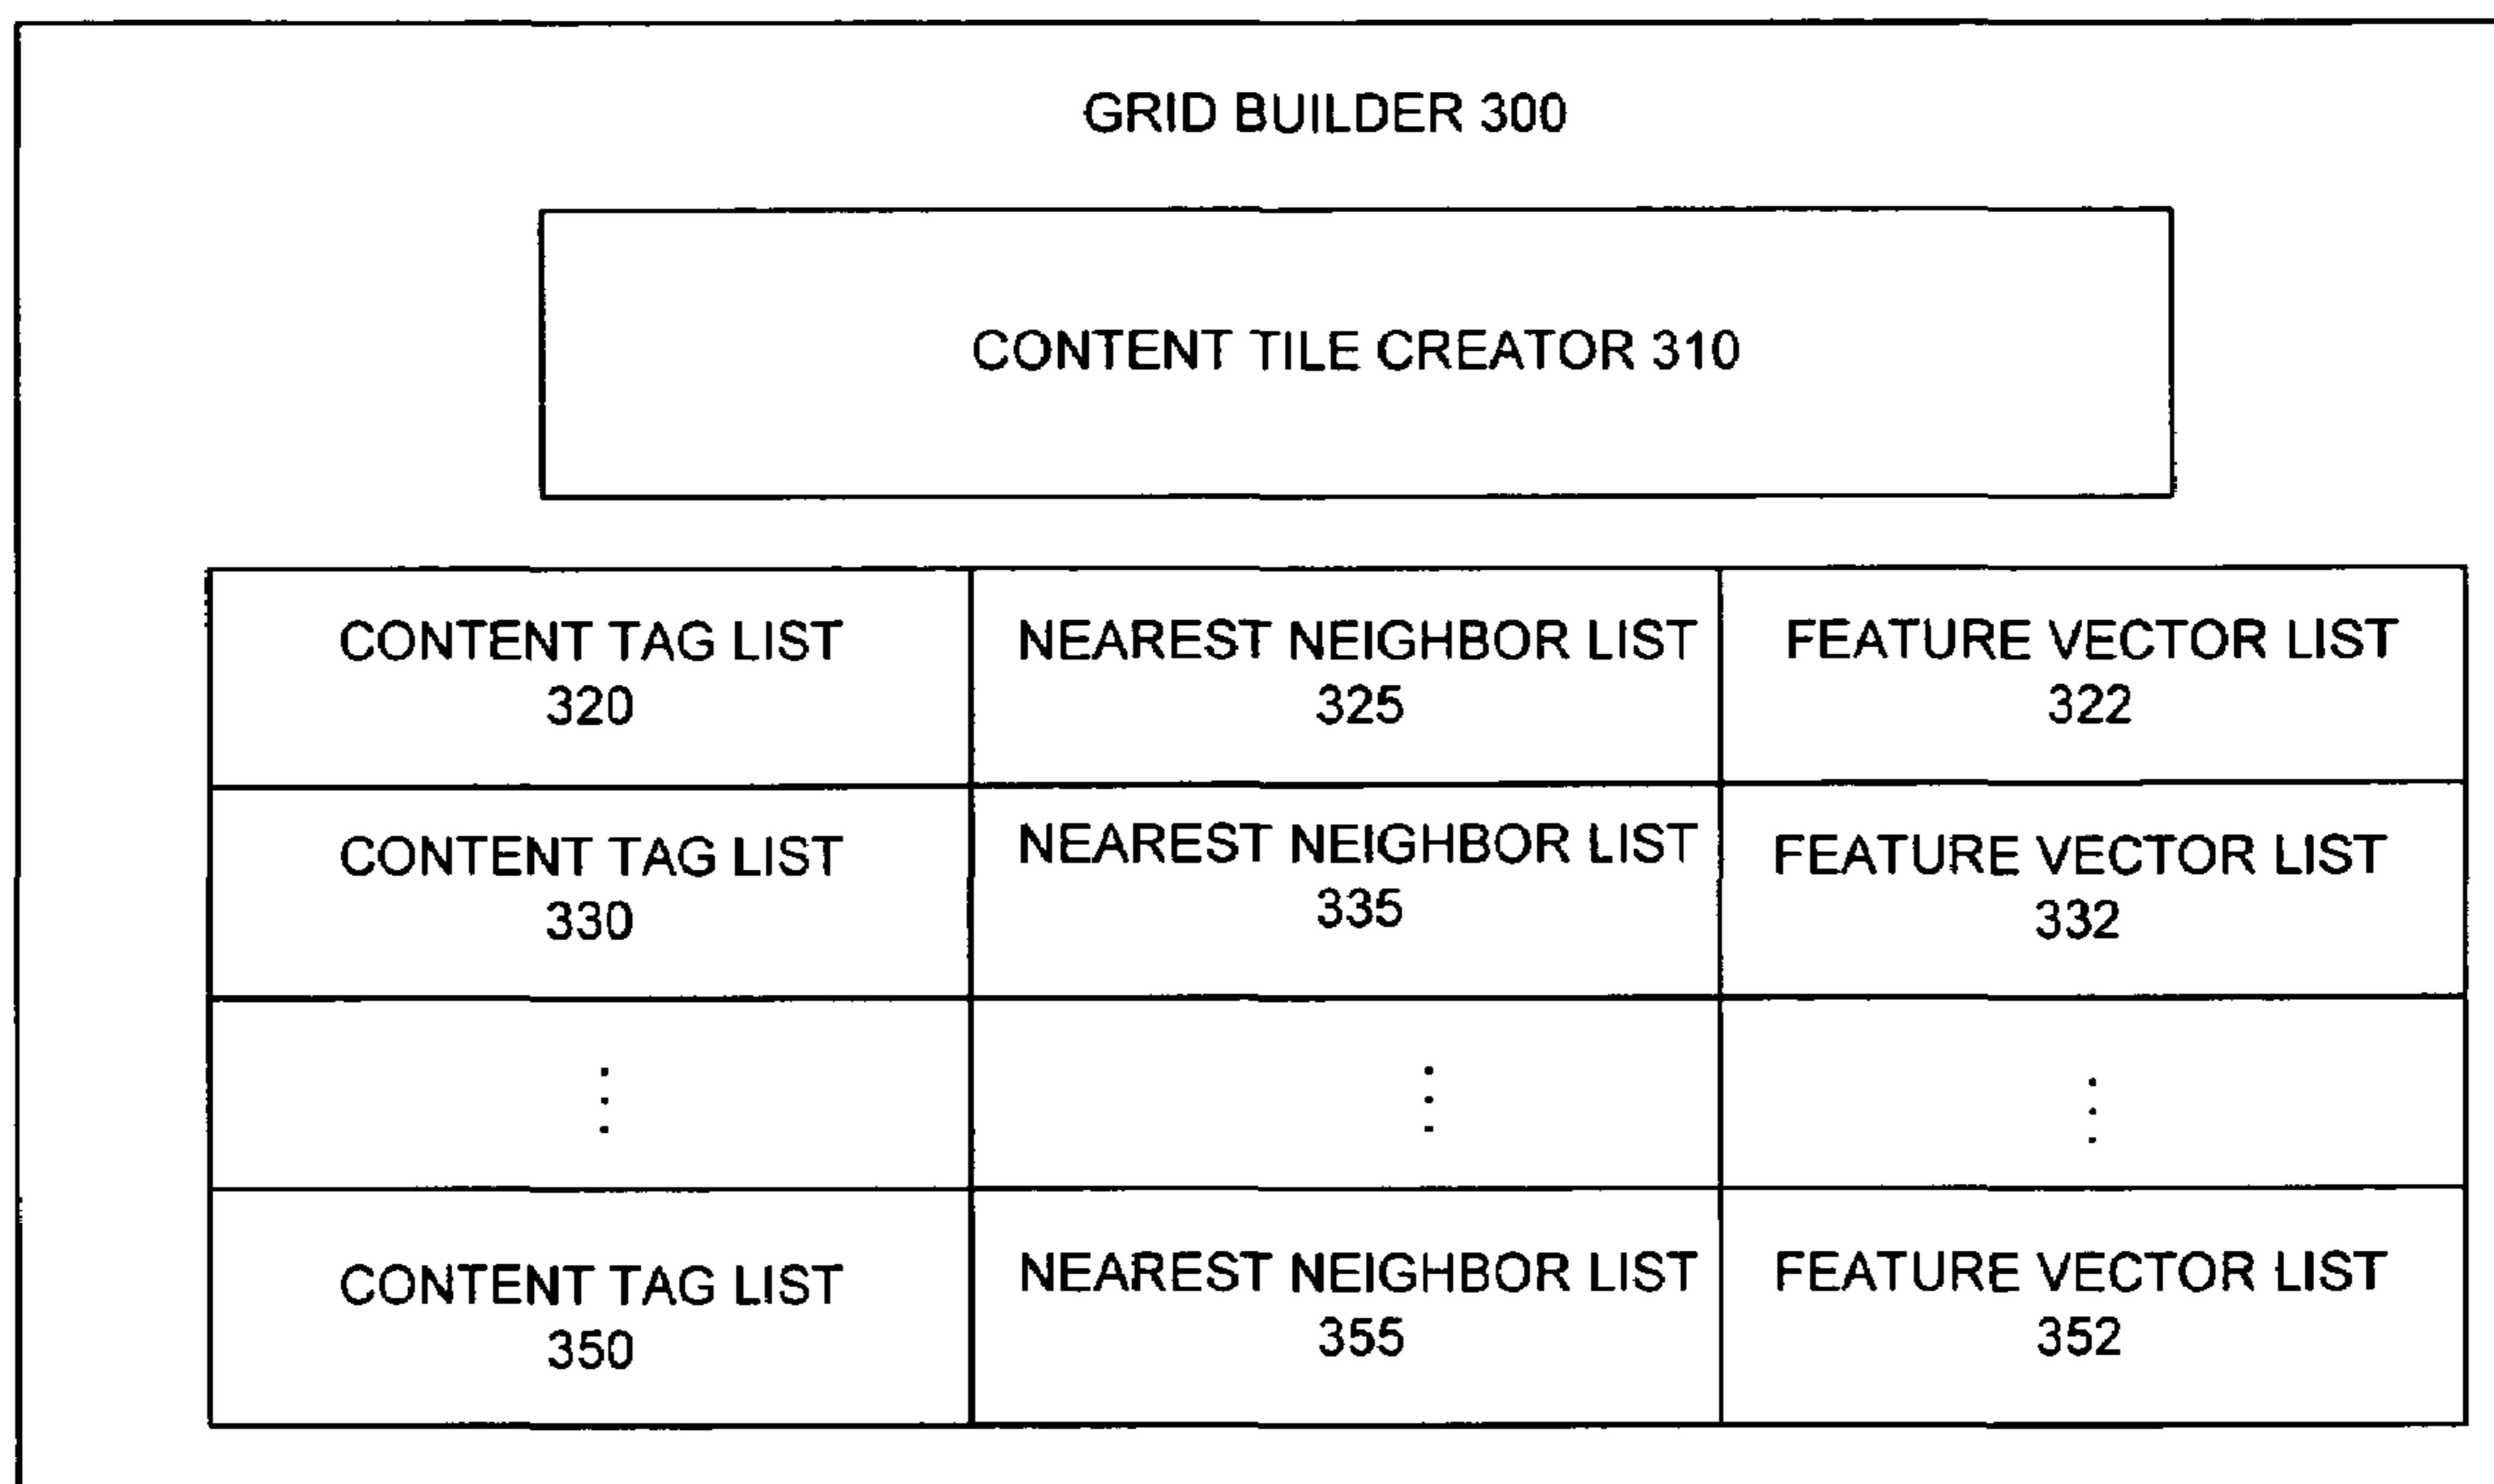 GRID BUILDER 300
CONTENT TILE CREATOR 310
CONTENT TAG LIST
320
NEAREST NEIGHBOR LIST
325
FEATURE VECTOR LIST
322
CONTENT TAG LIST
330
NEAREST NEIGHBOR LIST
335
FEATURE VECTOR LIST
332
⋮
⋮
⋮
CONTENT TAG LIST
350
NEAREST NEIGHBOR LIST
355
FEATURE VECTOR LIST
352